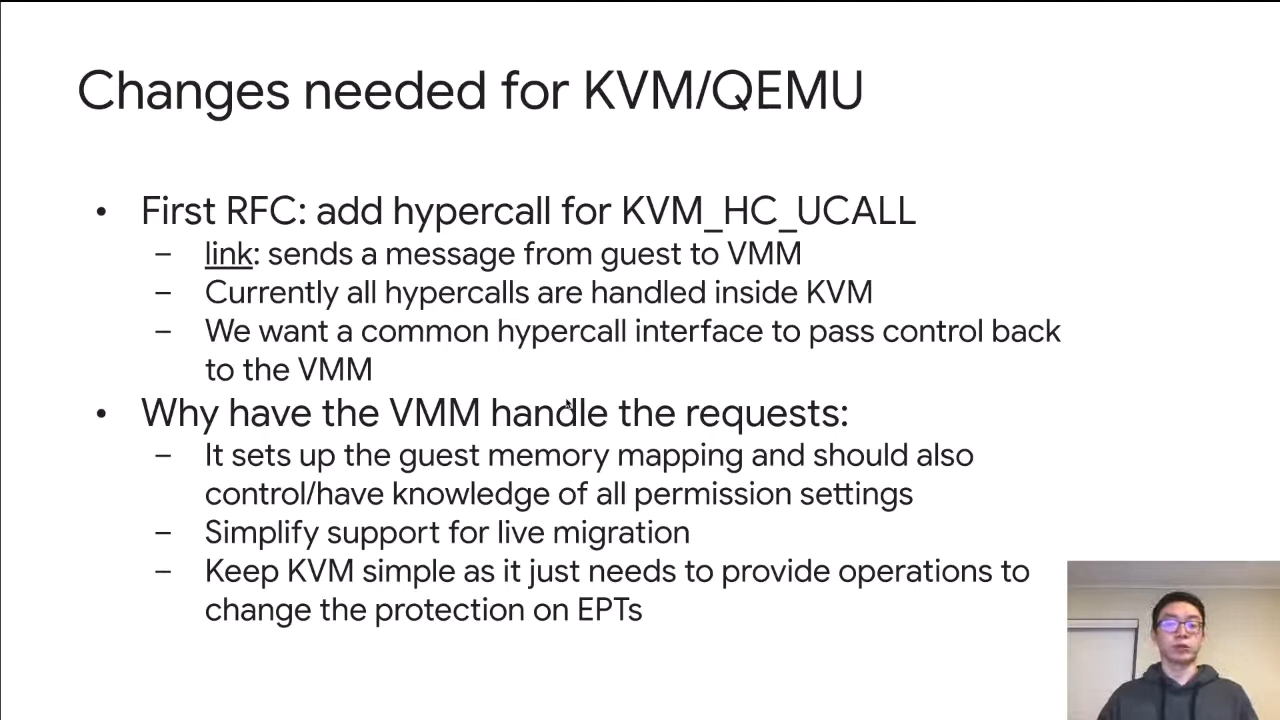 Changes needed for KVM/QEMU
• First RFC: add hypercall for KVM_HC_UCALL
– link: sends a message from guest to VMM
– Currently all hypercalls are handled inside KVM
– We want a common hypercall interface to pass control back
to the VMM
• Why have the VMM handle the requests:
– It sets up the guest memory mapping and should also
control/have knowledge of all permission settings
– Simplify support for live migration
– Keep KVM simple as it just needs to provide operations to
change the protection on EPTs